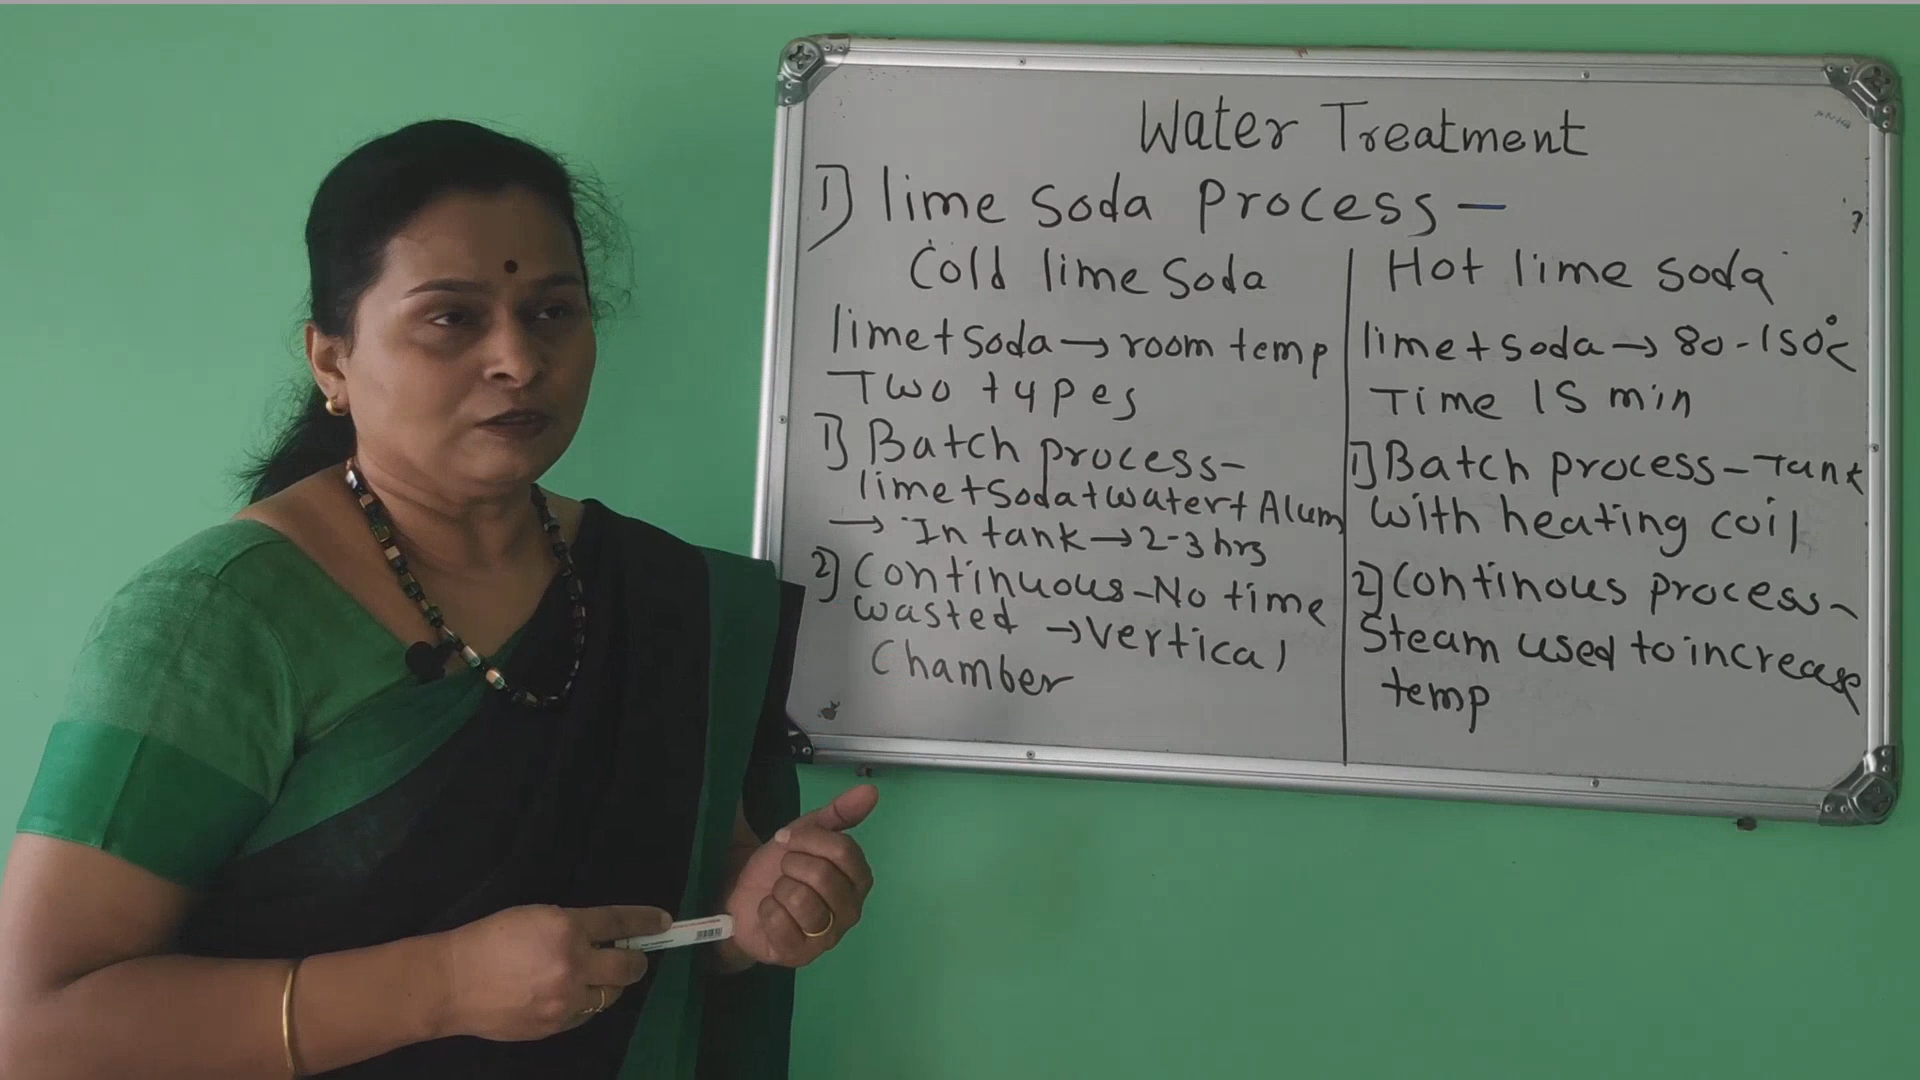 Water Treatment
1) lime soda process –
Cold lime soda
lime + soda → room temp
Two types
1) Batch process –
lime + soda + water + Alum
→ In tank → 2-3 hrs
2) Continuous – No time
wasted → vertical
Chamber
Hot lime soda
lime + soda → 80-150°c
Time 15 min
1) Batch process – Tank
with heating coil
2) Continous process –
Steam used to increase
temp